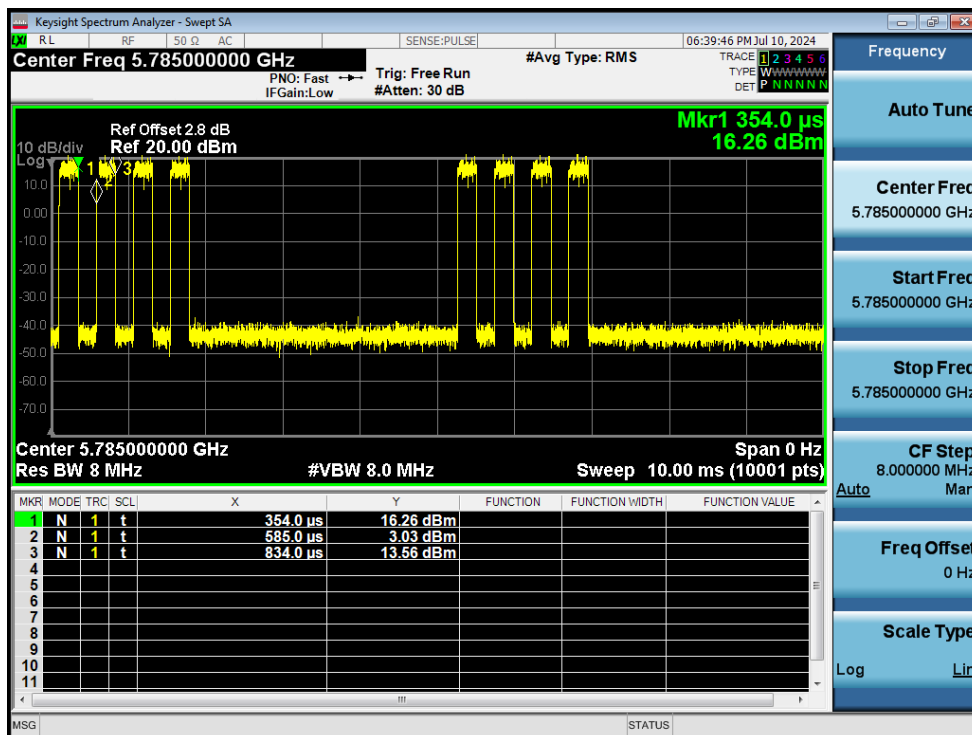 Keysight Spectrum Analyzer - Swept SA
LXI RL RF 50 Ω AC SENSE:PULSE 06:39:46 PM Jul 10, 2024
Center Freq 5.785000000 GHz #Avg Type: RMS TRACE 1 2 3 4 5 6
PNO: Fast Trig: Free Run TYPE WWWWWW
IFGain:Low #Atten: 30 dB DET P N N N N N
Mkr1 354.0 µs
16.26 dBm
Ref Offset 2.8 dB
10 dB/div Ref 20.00 dBm
Log
1 2 3
10.0
0.00
-10.0
-20.0
-30.0
-40.0
-50.0
-60.0
-70.0
Center 5.785000000 GHz Span 0 Hz
Res BW 8 MHz #VBW 8.0 MHz Sweep 10.00 ms (10001 pts)
MKR MODE TRC SCL X Y FUNCTION FUNCTION WIDTH FUNCTION VALUE
1 N 1 t 354.0 µs 16.26 dBm
2 N 1 t 585.0 µs 3.03 dBm
3 N 1 t 834.0 µs 13.56 dBm
4
5
6
7
8
9
10
11
MSG STATUS
Frequency
Auto Tune
Center Freq
5.785000000 GHz
Start Freq
5.785000000 GHz
Stop Freq
5.785000000 GHz
CF Step
8.000000 MHz
Auto Man
Freq Offset
0 Hz
Scale Type
Log Lin